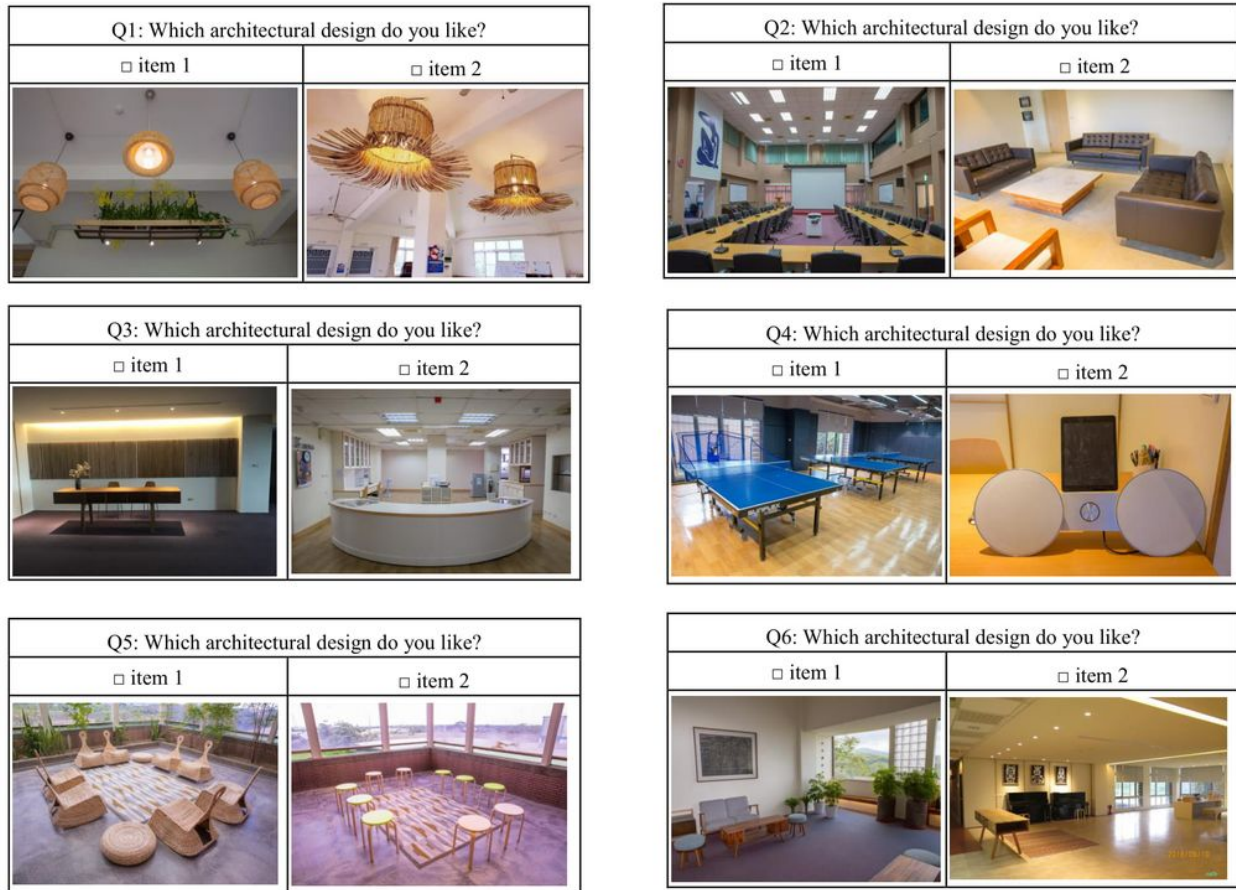 Q1: Which architectural design do you like?
□ item 1
□ item 2
Q2: Which architectural design do you like?
□ item 1
□ item 2
Q3: Which architectural design do you like?
□ item 1
□ item 2
Q4: Which architectural design do you like?
□ item 1
□ item 2
Q5: Which architectural design do you like?
□ item 1
□ item 2
Q6: Which architectural design do you like?
□ item 1
□ item 2